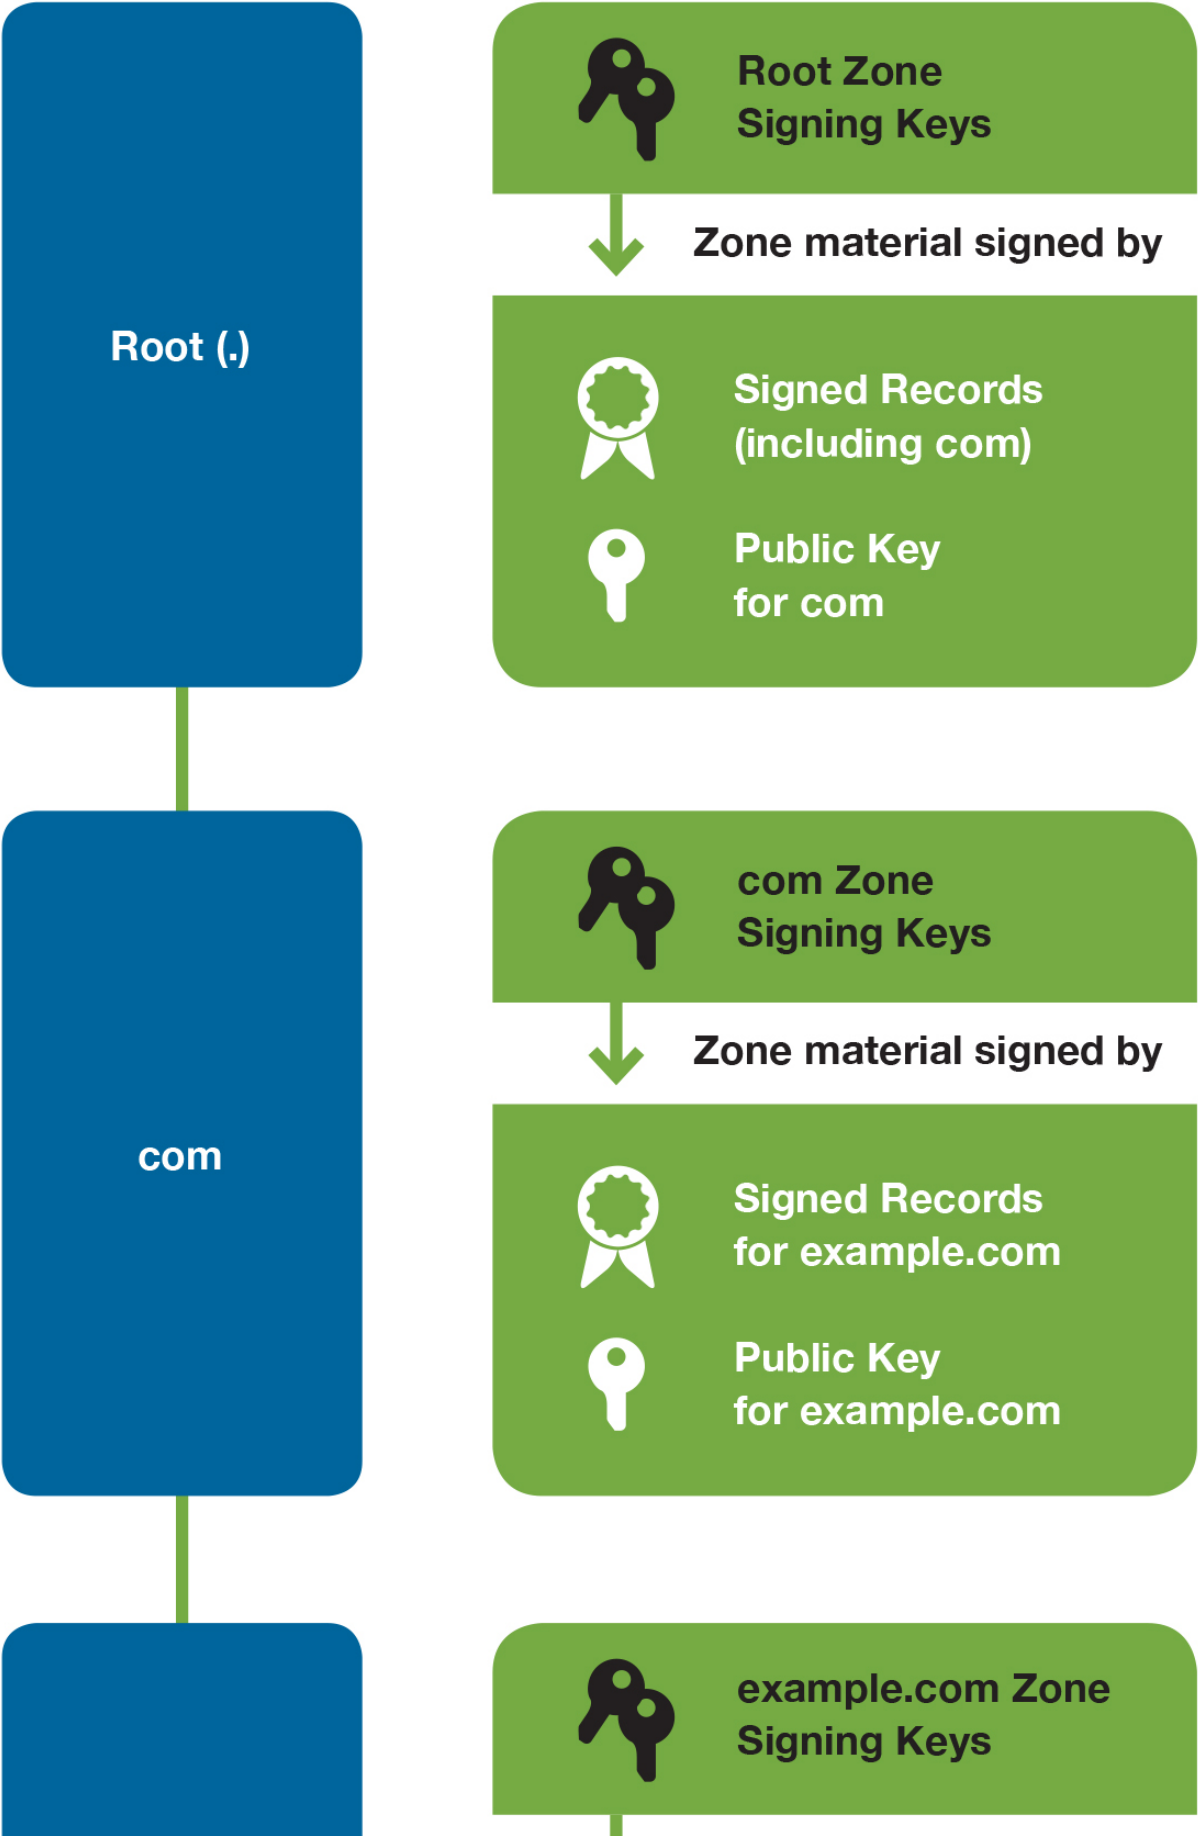 Root (.)
Root Zone
Signing Keys
Zone material signed by
Signed Records
(including com)
Public Key
for com
com
com Zone
Signing Keys
Zone material signed by
Signed Records
for example.com
Public Key
for example.com
example.com Zone
Signing Keys